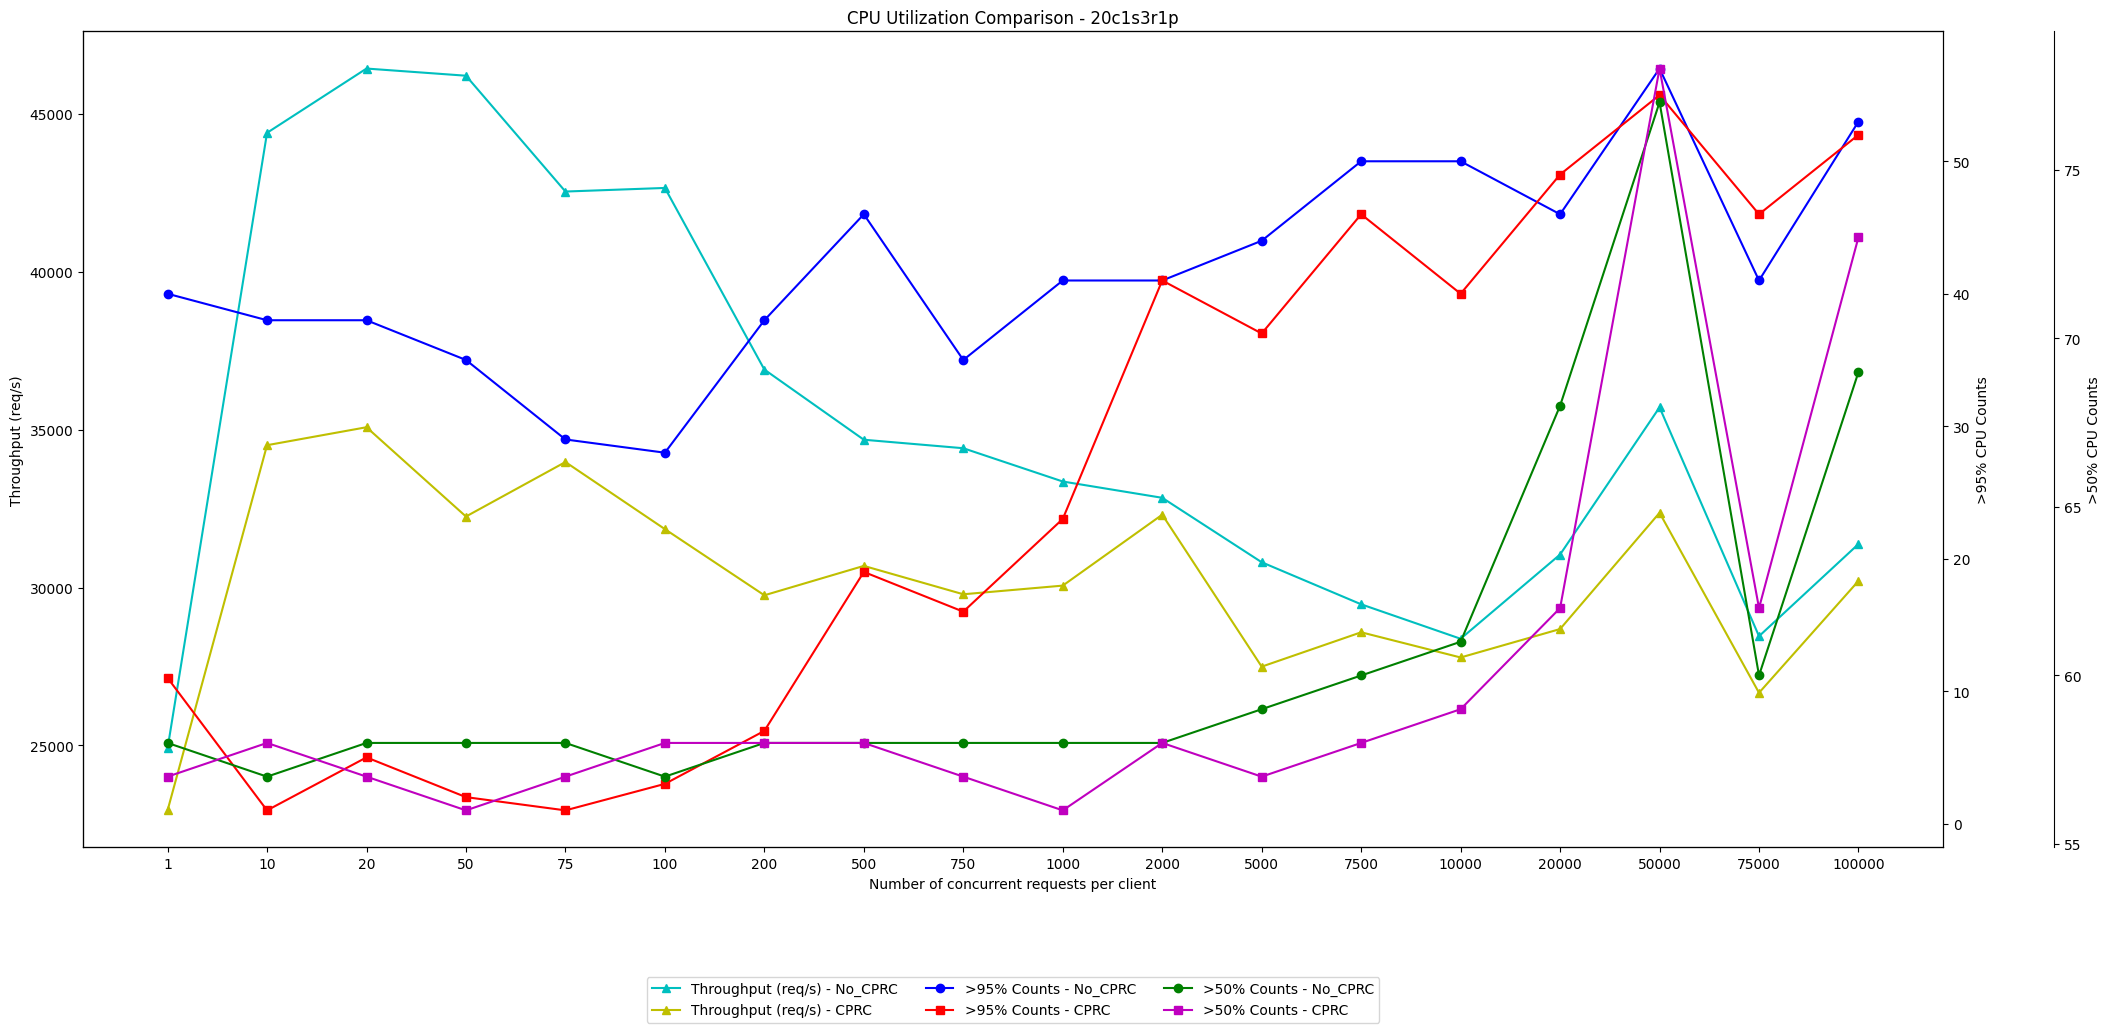 CPU Utilization Comparison - 20c1s3r1p
Throughput (req/s)
45000
40000
35000
30000
25000
50
40
30
20
10
0
>95% CPU Counts
75
70
65
60
55
>50% CPU Counts
1 10 20 50 75 100 200 500 750 1000 2000 5000 7500 10000 20000 50000 75000 100000
Number of concurrent requests per client
Throughput (req/s) - No_CPRC >95% Counts - No_CPRC >50% Counts - No_CPRC
Throughput (req/s) - CPRC >95% Counts - CPRC >50% Counts - CPRC